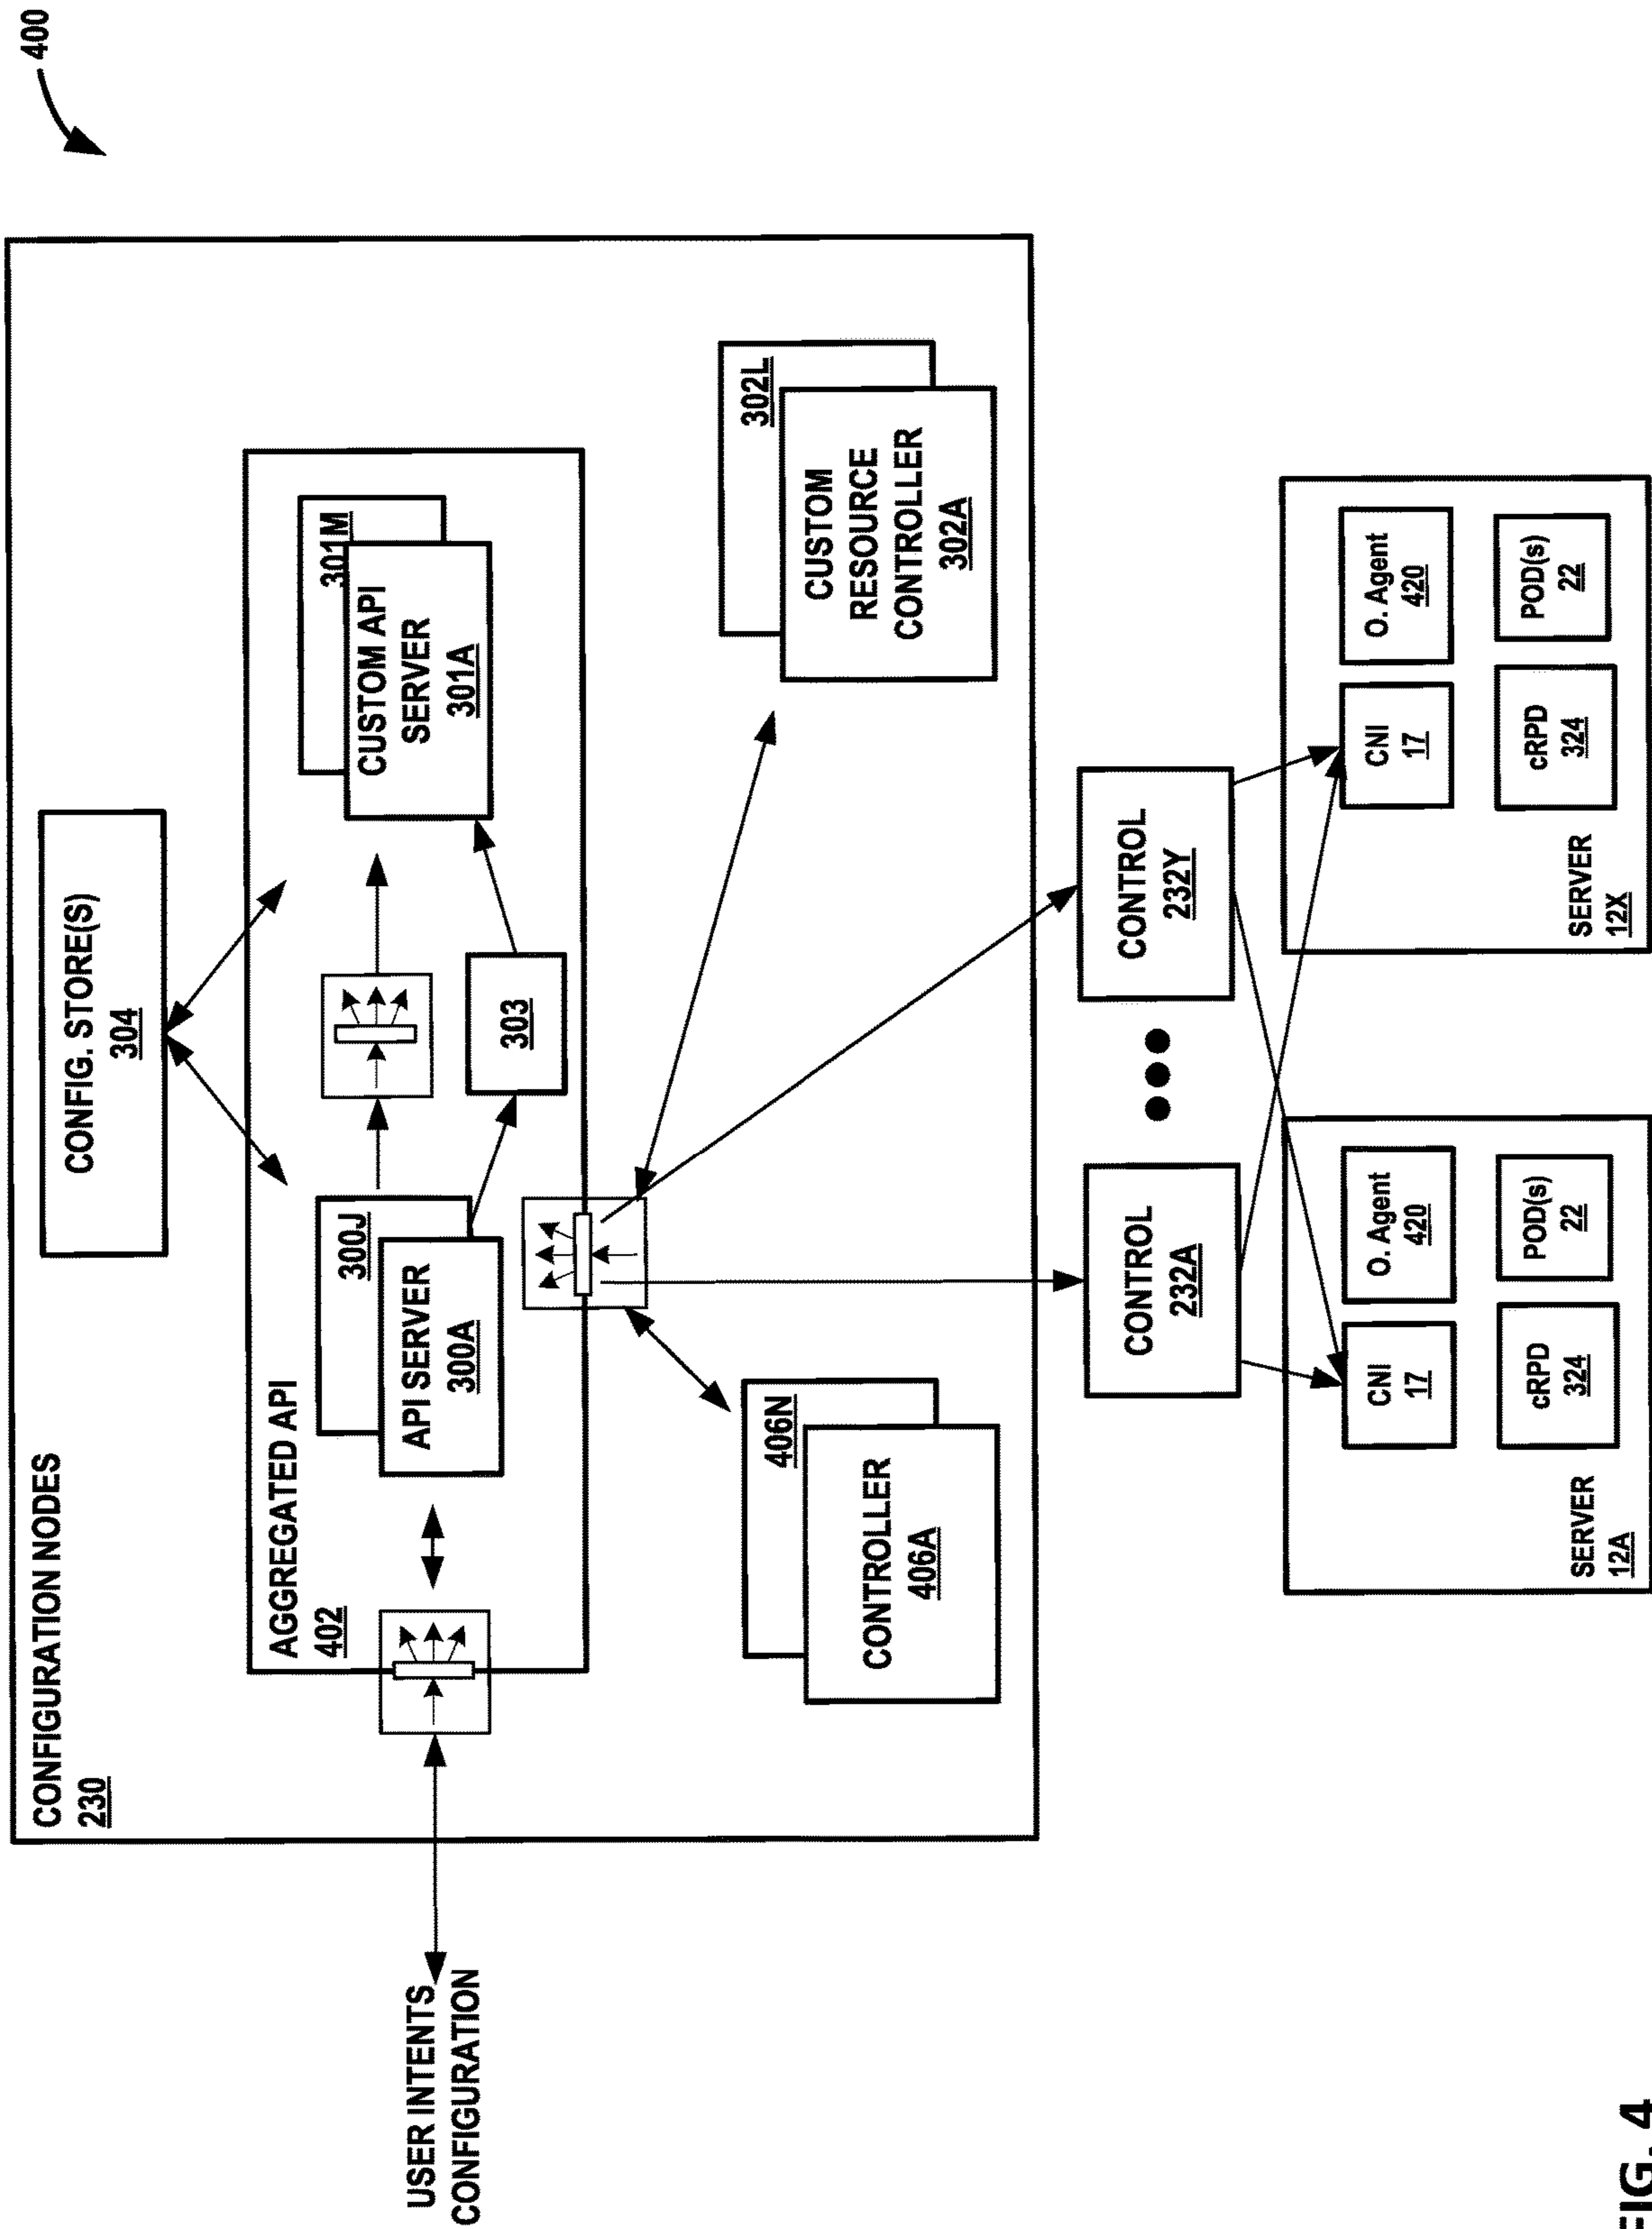 400
CONFIGURATION NODES
230
CONFIG. STORE(S)
304
AGGREGATED API
402
300J
API SERVER
300A
303
301M
CUSTOM API
SERVER
301A
USER INTENTS
CONFIGURATION
406N
CONTROLLER
406A
302L
CUSTOM
RESOURCE
CONTROLLER
302A
CONTROL
232A
CONTROL
232Y
CNI
17
O. Agent
420
cRPD
324
POD(s)
22
SERVER
12A
CNI
17
O. Agent
420
cRPD
324
POD(s)
22
SERVER
12X
FIG. 4